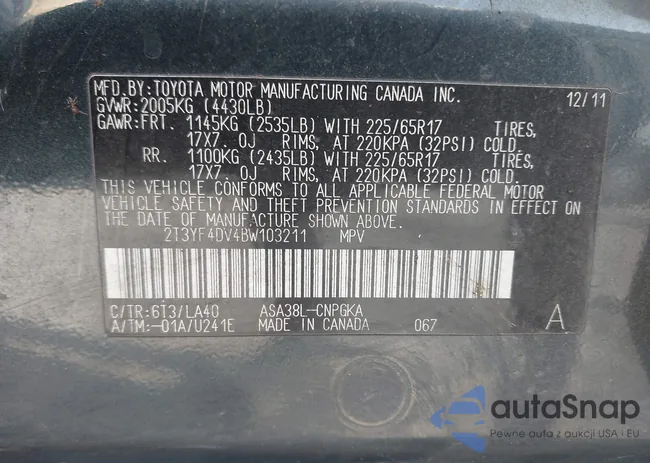 MFD.BY:TOYOTA MOTOR MANUFACTURING CANADA INC.
GVWR:2005KG (4430LB) 12/11
GAWR:FRT. 1145KG (2535LB) WITH 225/65R17 TIRES,
17X7.0J RIMS, AT 220KPA (32PSI) COLD.
RR. 1100KG (2435LB) WITH 225/65R17 TIRES,
17X7.0J RIMS, AT 220KPA (32PSI) COLD.
THIS VEHICLE CONFORMS TO ALL APPLICABLE FEDERAL MOTOR
VEHICLE SAFETY AND THEFT PREVENTION STANDARDS IN EFFECT ON
THE DATE OF MANUFACTURE SHOWN ABOVE.
2T3YF4DV4BW103211 MPV
C/TR:6T3/LA40 ASA38L-CNPGKA
A/TM:-01A/U241E MADE IN CANADA 067 A
autaSnap
Pewne auta z aukcji USA i EU